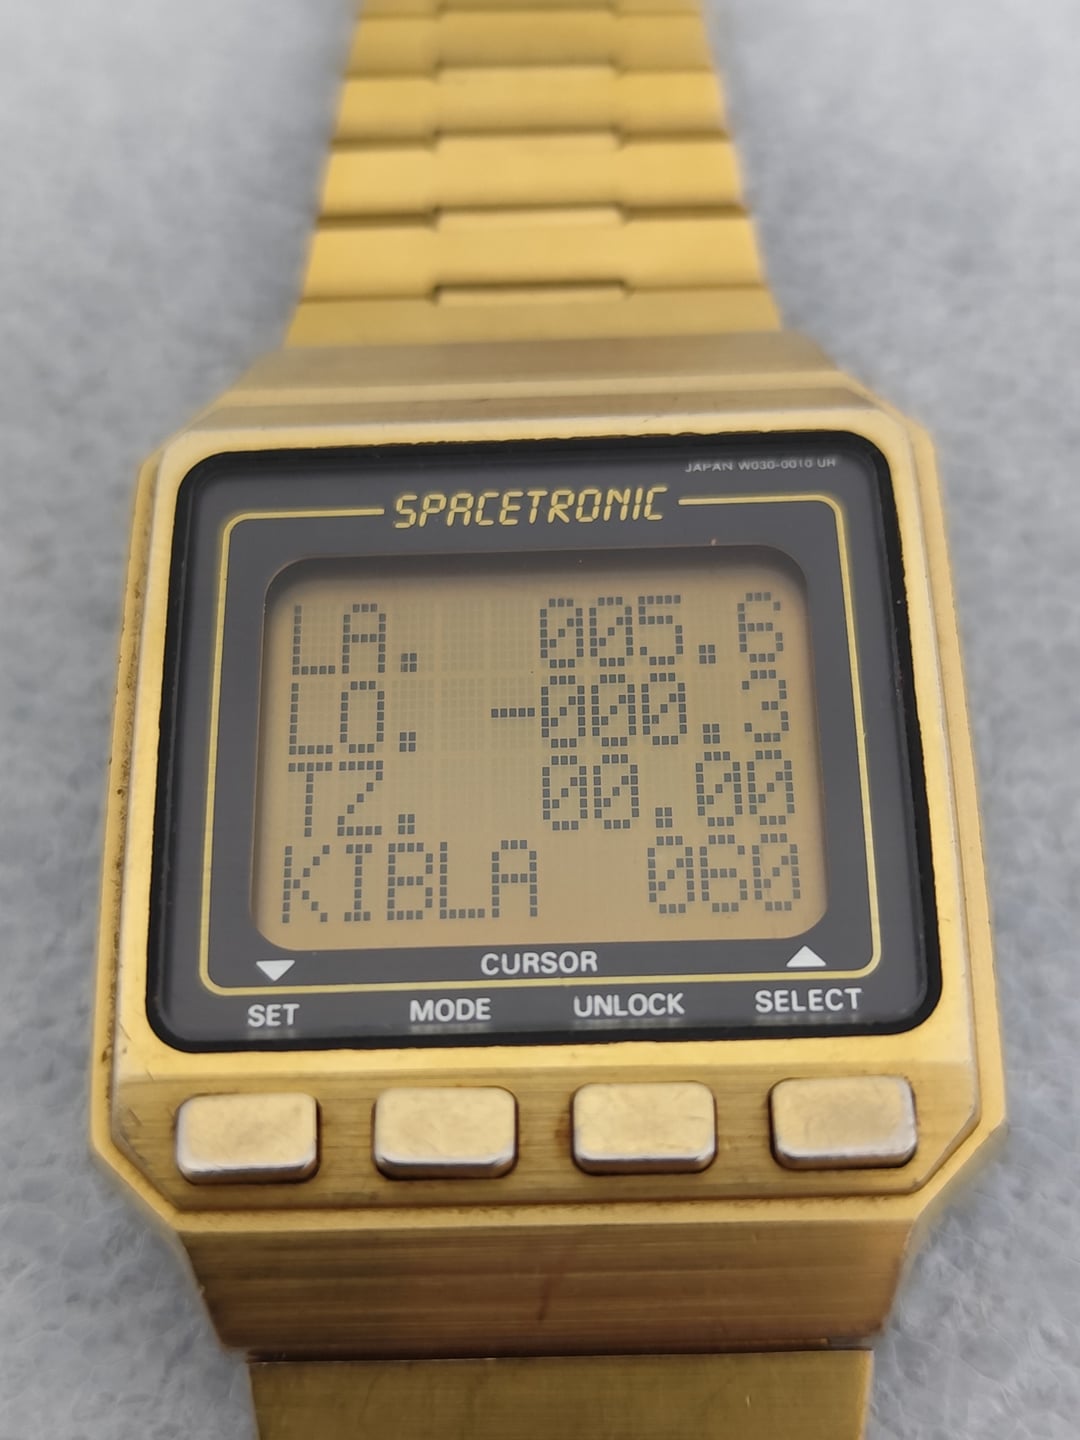 JAPAN W030-0010 UH
SPACETRONIC
LA. 005.6
LO. -000.3
TZ. 00.00
KIBLA 060
CURSOR
SET MODE UNLOCK SELECT